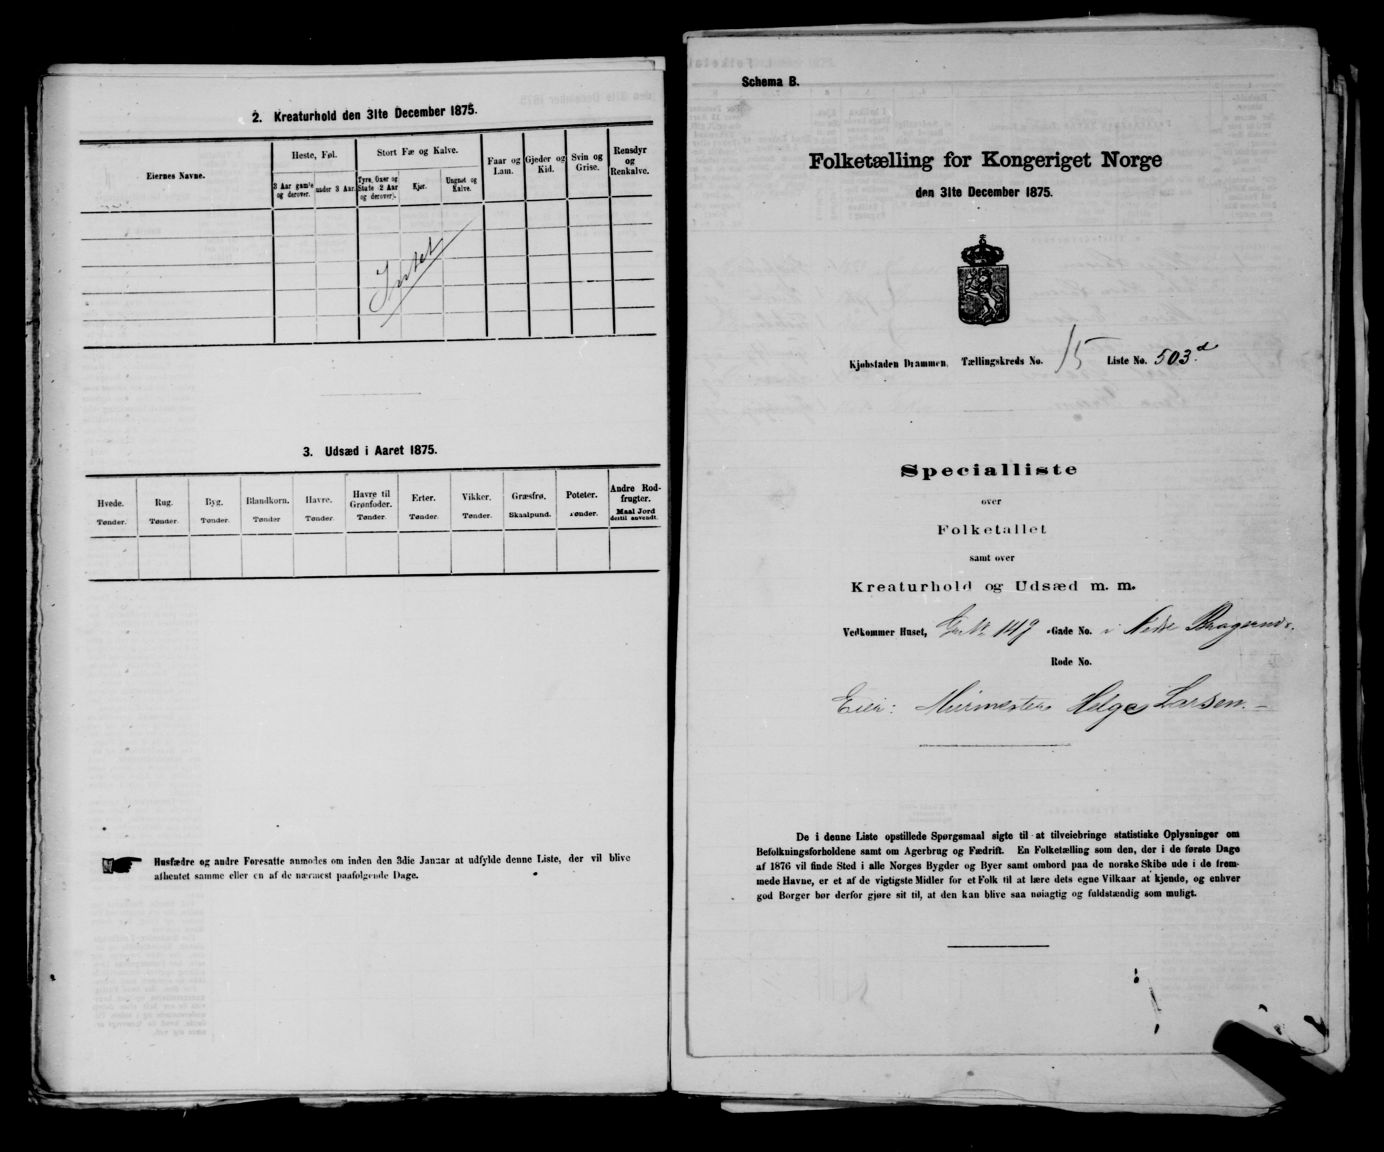 2. Kreaturhold den 31te December 1875.
Eiernes Navne.
Heste, Føl.
Stort Fæ og Kalve.
Faar og Lam.
Gjeder og Kid.
Svin og Grise.
Rensdyr og Renkalve.
3 Aar gamle og derover.
under 3 Aar.
Tyre, Oxer og Stute 2 Aar og derover.
Kjør.
Ungnøt og Kalve.
Intet
3. Udsæd i Aaret 1875.
Hvede. Rug. Byg. Blandkorn. Havre. Havre til Grønfoder. Erter. Vikker. Græsfrø. Poteter. Andre Rodfrugter.
Tønder. Tønder. Tønder. Tønder Tønder. Tønder. Tønder. Tønder. Skaalpund. Tønder. Maal Jord dertil anvendt.
Husfædre og andre Foresatte anmodes om inden den 3die Januar at udfylde denne Liste, der vil blive
afhentet samme eller en af de nærmest paafølgende Dage.
Schema B.
Folketælling for Kongeriget Norge
den 31te December 1875.
Kjøbstaden Drammen, Tællingskreds No. 15 Liste No. 503.d
Specialliste
over
Folketallet
samt over
Kreaturhold og Udsæd m. m.
Vedkommer Huset, 149 Gade No. i Nedre Bragernes.
Rode No.
Eier: Murmester Helge Larsen.
De i denne Liste opstillede Spørgsmaal sigte til at tilveiebringe statistiske Oplysninger om
Befolkningsforholdene samt om Agerbrug og Fædrift. En Folketælling som den, der i de første Dage
af 1876 vil finde Sted i alle Norges Bygder og Byer samt ombord paa de norske Skibe ude i de frem-
mede Havne, er et af de vigtigste Midler for et Folk til at lære dets egne Vilkaar at kjende, og enhver
god Borger bør derfor gjøre sit til, at den kan blive saa nøiagtig og fuldstændig som muligt.